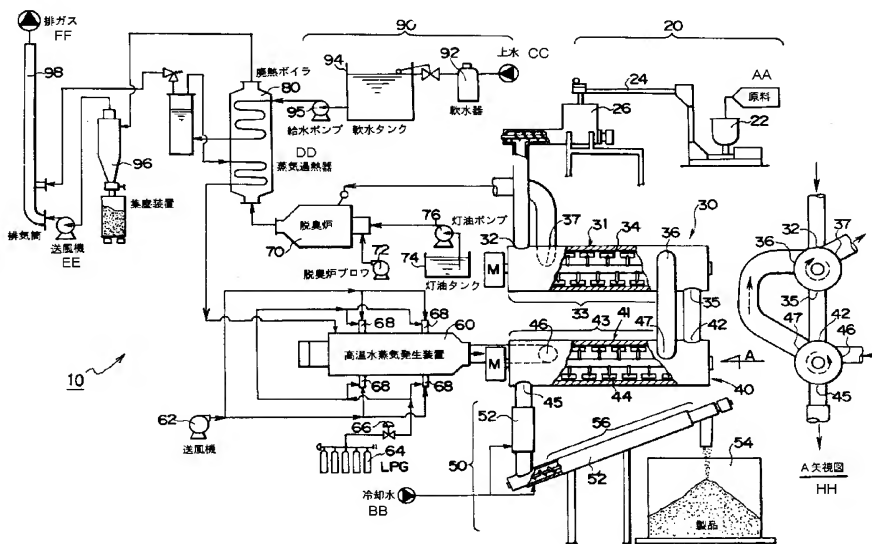 排ガス
FF
98
96
集塵装置
排気筒
送風機
EE
廃熱ボイラ
80
90
94
92
上水 CC
95
給水ポンプ
軟水タンク
軟水器
DD
蒸気過熱器
脱臭炉
70
72
脱臭炉ブロワ
灯油ポンプ
76
74
灯油タンク
20
24
26
AA
原料
22
30
31
34
36
37
32
M
33
35
42
32
37
36
35
42
47
46
45
43
41
46
47
M
A
44
40
45
68
68
60
高温水蒸気発生装置
68
68
10
62
送風機
66
64
LPG
50
52
56
52
冷却水
BB
54
製品
A矢視図
HH